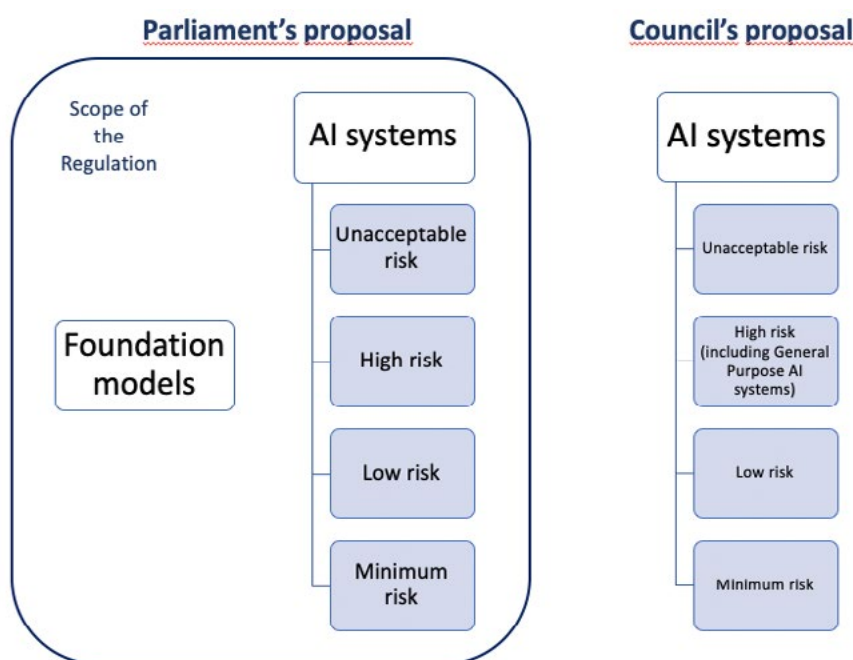 Parliament's proposal
Scope of
the
Regulation
Foundation
models
AI systems
Unacceptable
risk
High risk
Low risk
Minimum
risk
Council's proposal
AI systems
Unacceptable risk
High risk
(including General
Purpose AI
systems)
Low risk
Minimum risk